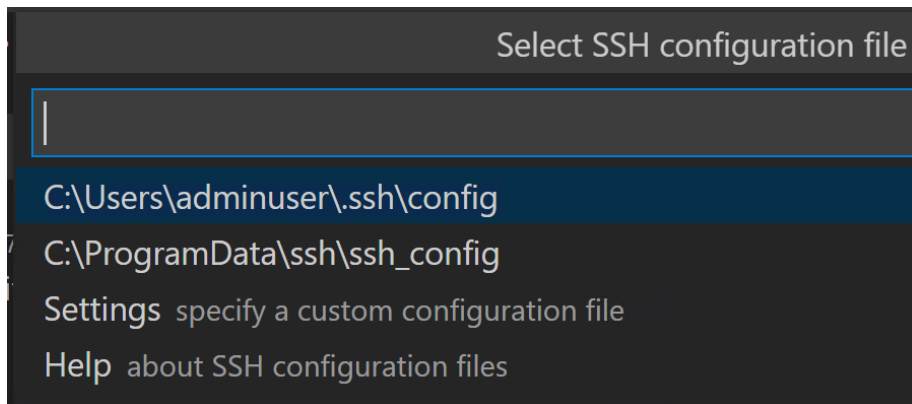 Select SSH configuration file
C:\Users\adminuser\.ssh\config
C:\ProgramData\ssh\ssh_config
Settings specify a custom configuration file
Help about SSH configuration files